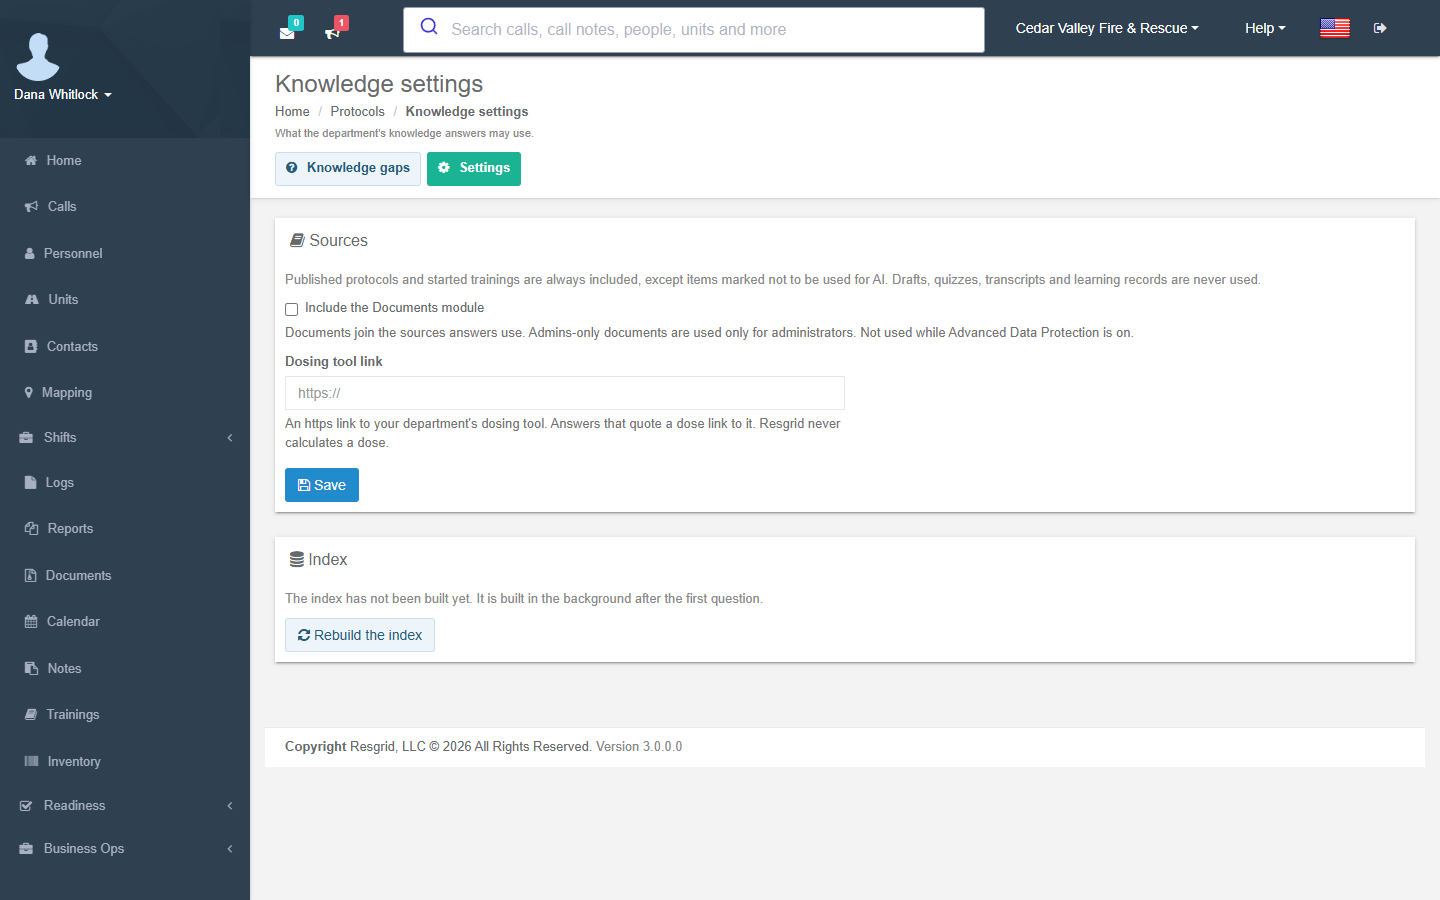 0
1
Search calls, call notes, people, units and more
Cedar Valley Fire & Rescue
Help
Dana Whitlock
Home
Calls
Personnel
Units
Contacts
Mapping
Shifts
Logs
Reports
Documents
Calendar
Notes
Trainings
Inventory
Readiness
Business Ops
Knowledge settings
Home / Protocols / Knowledge settings
What the department's knowledge answers may use.
Knowledge gaps
Settings
Sources
Published protocols and started trainings are always included, except items marked not to be used for AI. Drafts, quizzes, transcripts and learning records are never used.
Include the Documents module
Documents join the sources answers use. Admins-only documents are used only for administrators. Not used while Advanced Data Protection is on.
Dosing tool link
https://
An https link to your department's dosing tool. Answers that quote a dose link to it. Resgrid never
calculates a dose.
Save
Index
The index has not been built yet. It is built in the background after the first question.
Rebuild the index
Copyright Resgrid, LLC © 2026 All Rights Reserved. Version 3.0.0.0